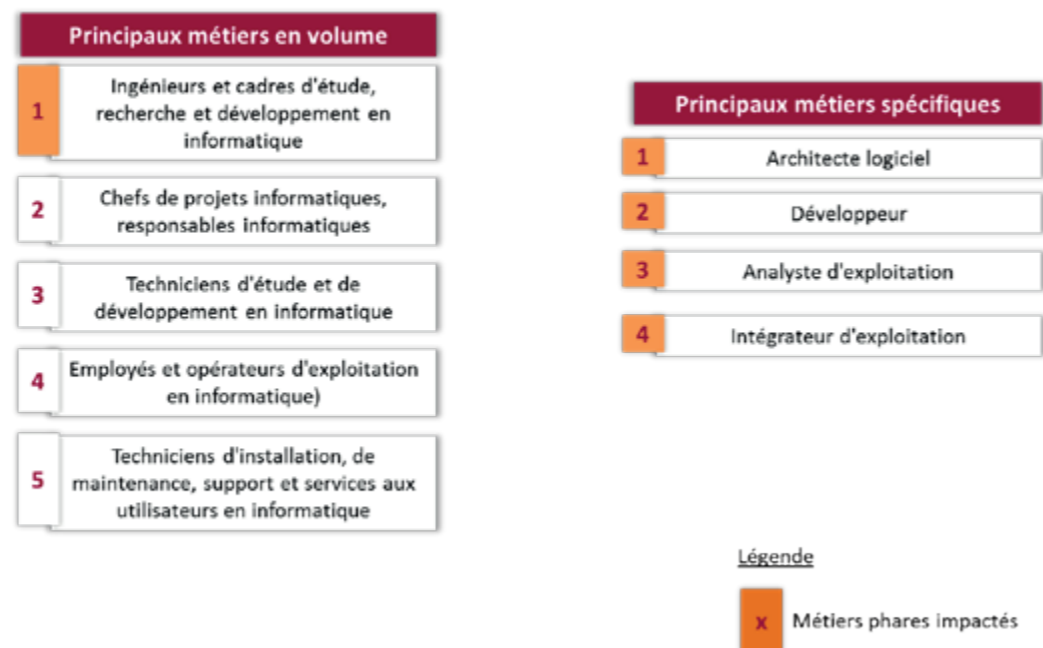 Principaux métiers en volume
1
Ingénieurs et cadres d'étude,
recherche et développement en
informatique
2
Chefs de projets informatiques,
responsables informatiques
3
Techniciens d'étude et de
développement en informatique
4
Employés et opérateurs d'exploitation
en informatique)
5
Techniciens d'installation, de
maintenance, support et services aux
utilisateurs en informatique
Principaux métiers spécifiques
1 Architecte logiciel
2 Développeur
3 Analyste d'exploitation
4 Intégrateur d'exploitation
Légende
x Métiers phares impactés